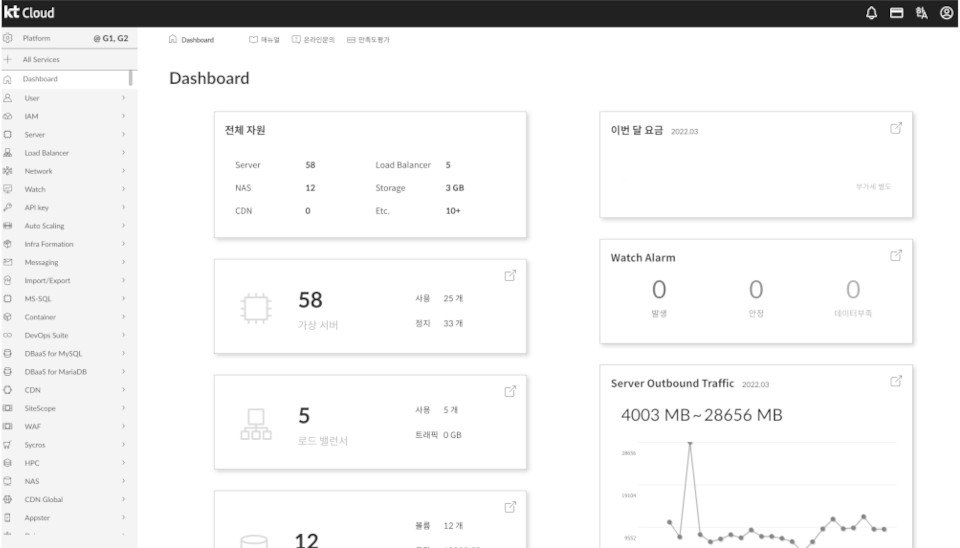 kt Cloud
Platform @ G1, G2
All Services
Dashboard
User
IAM
Server
Load Balancer
Network
Watch
API key
Auto Scaling
Infra Formation
Messaging
Import/Export
MS-SQL
Container
DevOps Suite
DBaaS for MySQL
DBaaS for MariaDB
CDN
SiteScope
WAF
Sycros
HPC
NAS
CDN Global
Appster
Dashboard 매뉴얼 온라인문의 만족도평가
Dashboard
전체 자원
Server 58 Load Balancer 5
NAS 12 Storage 3 GB
CDN 0 Etc. 10+
58 가상 서버
사용 25 개
정지 33 개
5 로드 밸런서
사용 5 개
트래픽 0 GB
12
볼륨 12 개
이번 달 요금 2022.03
부가세 별도
Watch Alarm
0 0 0
발생 안정 데이터부족
Server Outbound Traffic 2022.03
4003 MB ~ 28656 MB
28656
19104
9552